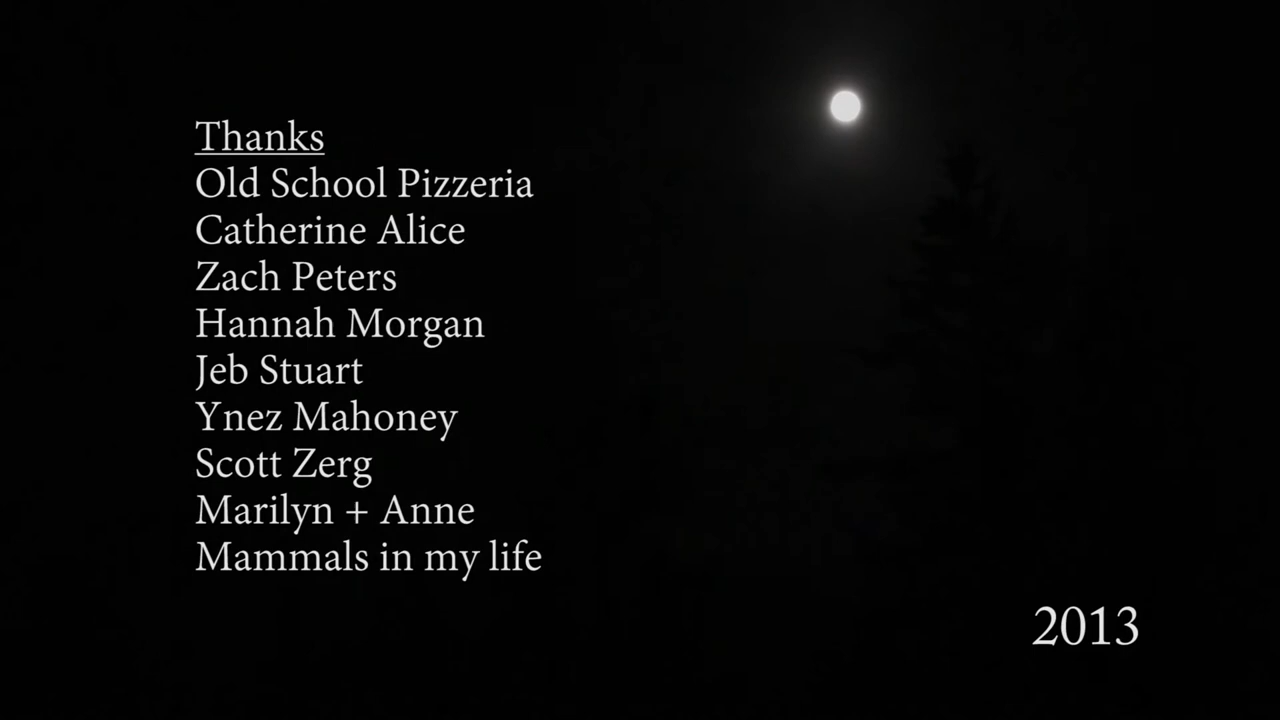 Thanks
Old School Pizzeria
Catherine Alice
Zach Peters
Hannah Morgan
Jeb Stuart
Ynez Mahoney
Scott Zerg
Marilyn + Anne
Mammals in my life
2013